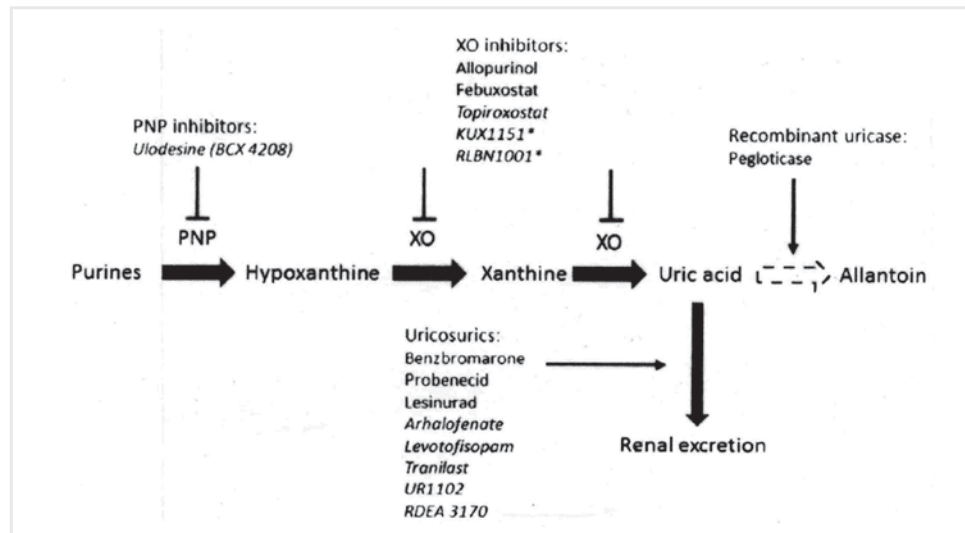 XO inhibitors:
Allopurinol
Febuxostat
Topiroxostat
KUX1151*
RLBN1001*
PNP inhibitors:
Ulodesine (BCX 4208)
Recombinant uricase:
Pegloticase
PNP
XO
XO
Purines
Hypoxanthine
Xanthine
Uric acid
Allantoin
Uricosurics:
Benzbromarone
Probenecid
Lesinurad
Arhalofenate
Levotofisopam
Tranilast
UR1102
RDEA 3170
Renal excretion